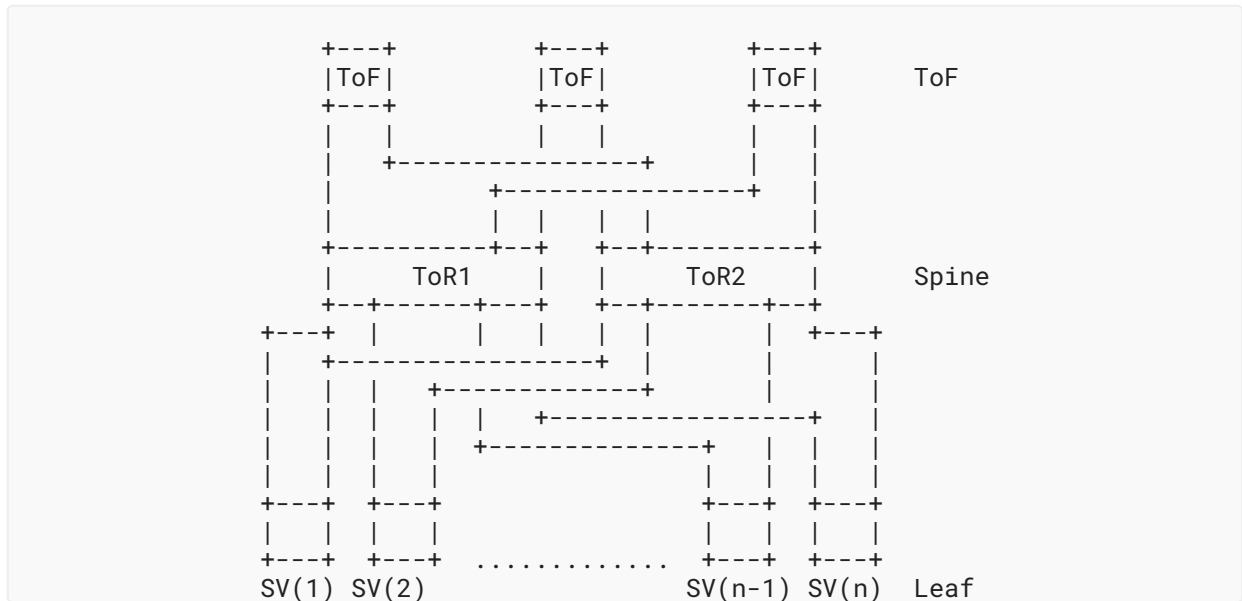 ToF ToF ToF ToF
ToR1 ToR2 Spine
.............
SV(1) SV(2) SV(n-1) SV(n) Leaf